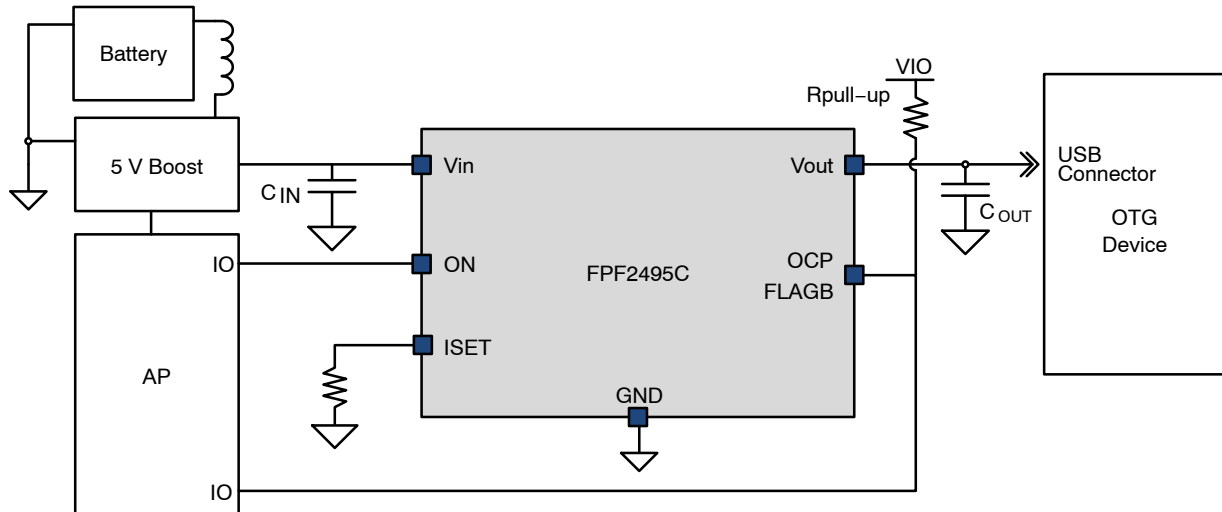 Battery
5 V Boost
C IN
IO
AP
IO
Vin
ON
ISET
FPF2495C
GND
Vout
OCP
FLAGB
VIO
Rpull−up
C OUT
USB
Connector
OTG
Device